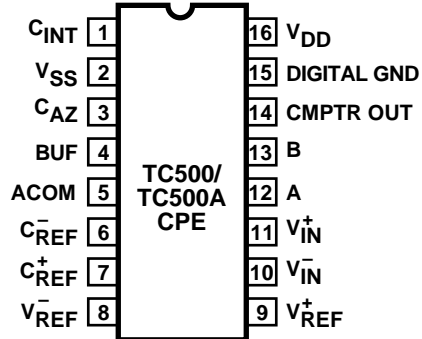 CINT 1 16 VDD
VSS 2 15 DIGITAL GND
CAZ 3 14 CMPTR OUT
BUF 4 13 B
TC500/
ACOM 5 TC500A 12 A
CPE
C–REF 6 11 V+IN
C+REF 7 10 V–IN
V–REF 8 9 V+REF